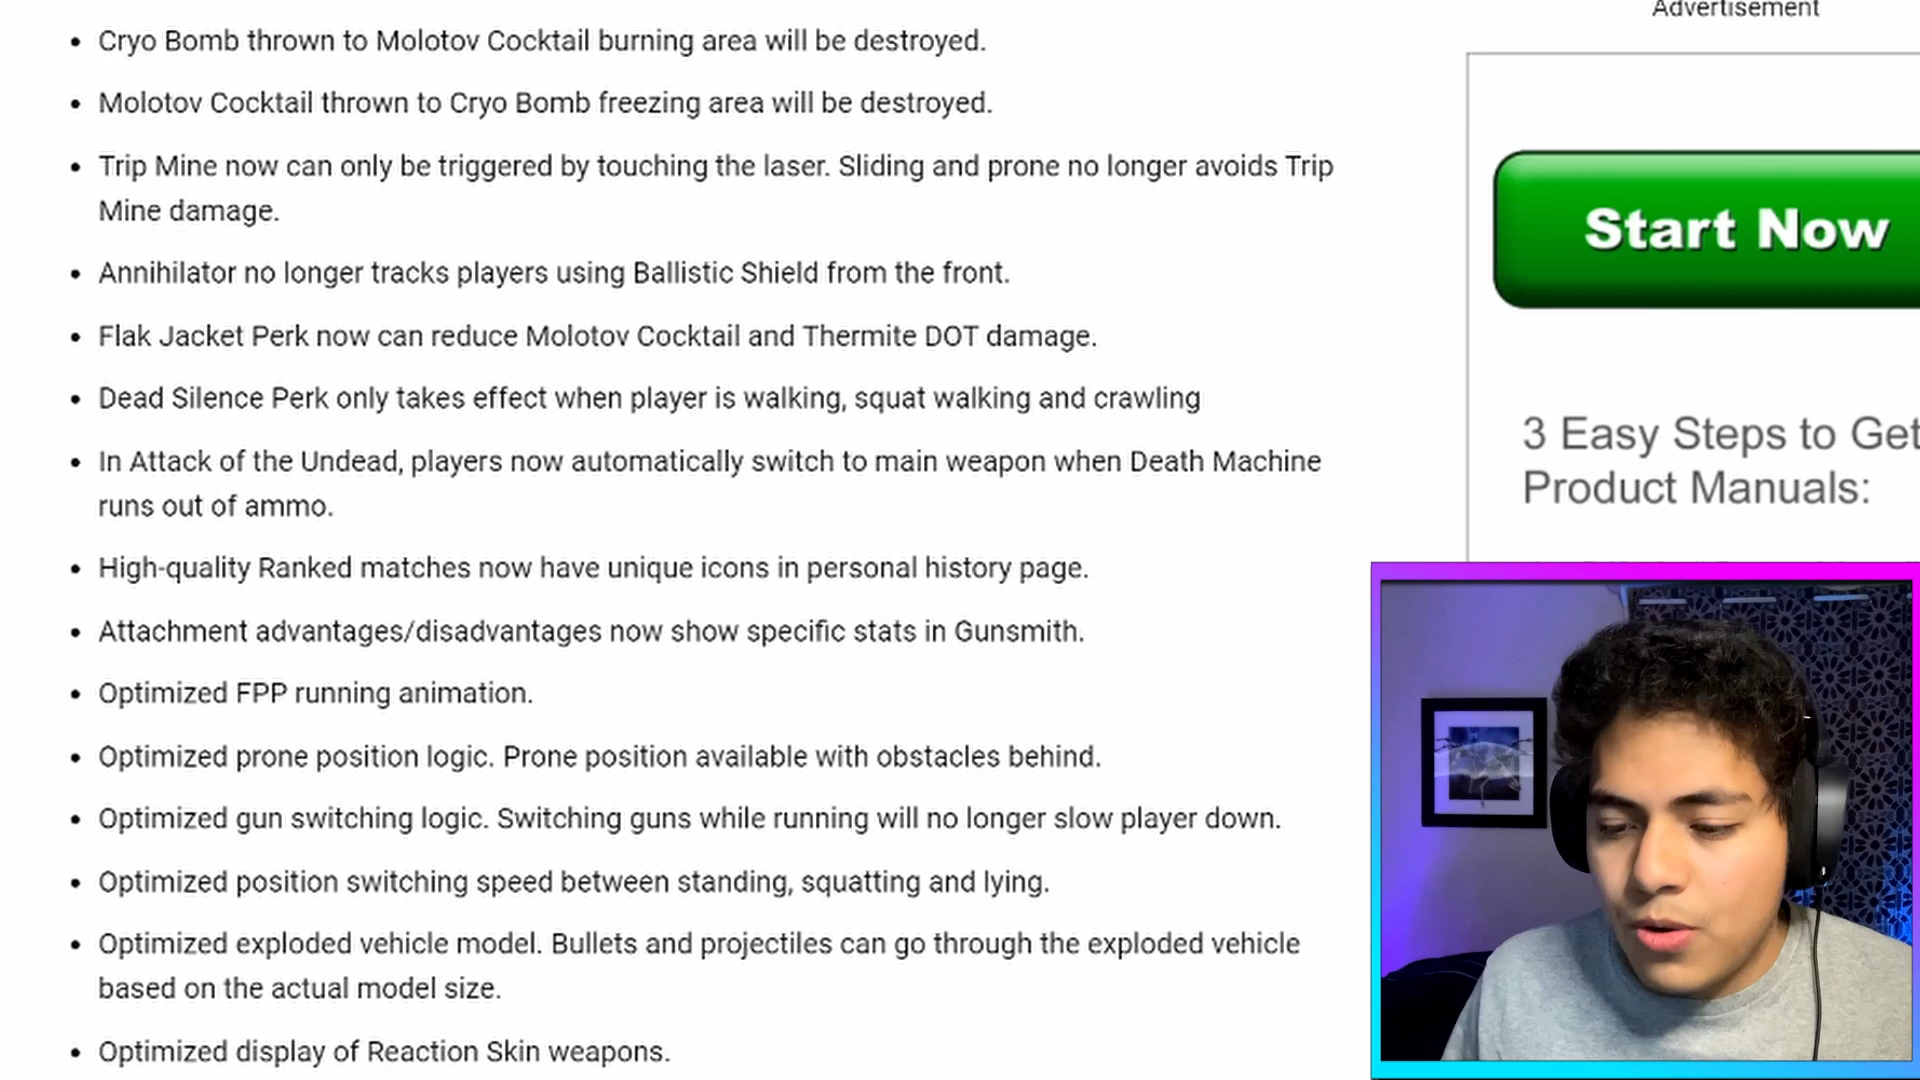 Advertisement
• Cryo Bomb thrown to Molotov Cocktail burning area will be destroyed.
• Molotov Cocktail thrown to Cryo Bomb freezing area will be destroyed.
• Trip Mine now can only be triggered by touching the laser. Sliding and prone no longer avoids Trip
Mine damage.
• Annihilator no longer tracks players using Ballistic Shield from the front.
• Flak Jacket Perk now can reduce Molotov Cocktail and Thermite DOT damage.
• Dead Silence Perk only takes effect when player is walking, squat walking and crawling
• In Attack of the Undead, players now automatically switch to main weapon when Death Machine
runs out of ammo.
• High-quality Ranked matches now have unique icons in personal history page.
• Attachment advantages/disadvantages now show specific stats in Gunsmith.
• Optimized FPP running animation.
• Optimized prone position logic. Prone position available with obstacles behind.
• Optimized gun switching logic. Switching guns while running will no longer slow player down.
• Optimized position switching speed between standing, squatting and lying.
• Optimized exploded vehicle model. Bullets and projectiles can go through the exploded vehicle
based on the actual model size.
• Optimized display of Reaction Skin weapons.
Start Now
3 Easy Steps to Get
Product Manuals: